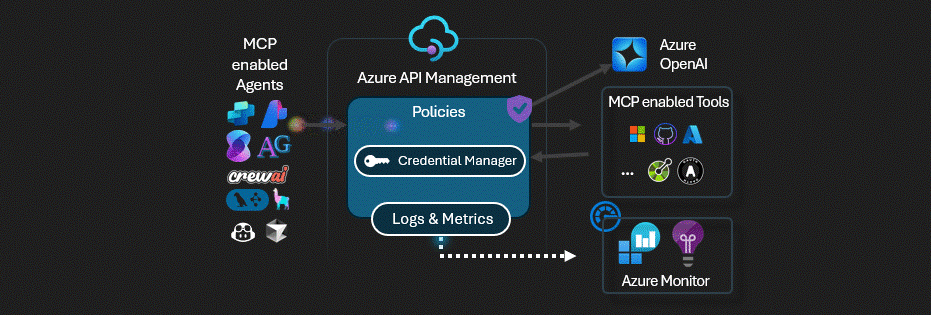 MCP
enabled
Agents
AG
crewai
Azure API Management
Policies
Credential Manager
Logs & Metrics
Azure
OpenAI
MCP enabled Tools
...
A
Azure Monitor